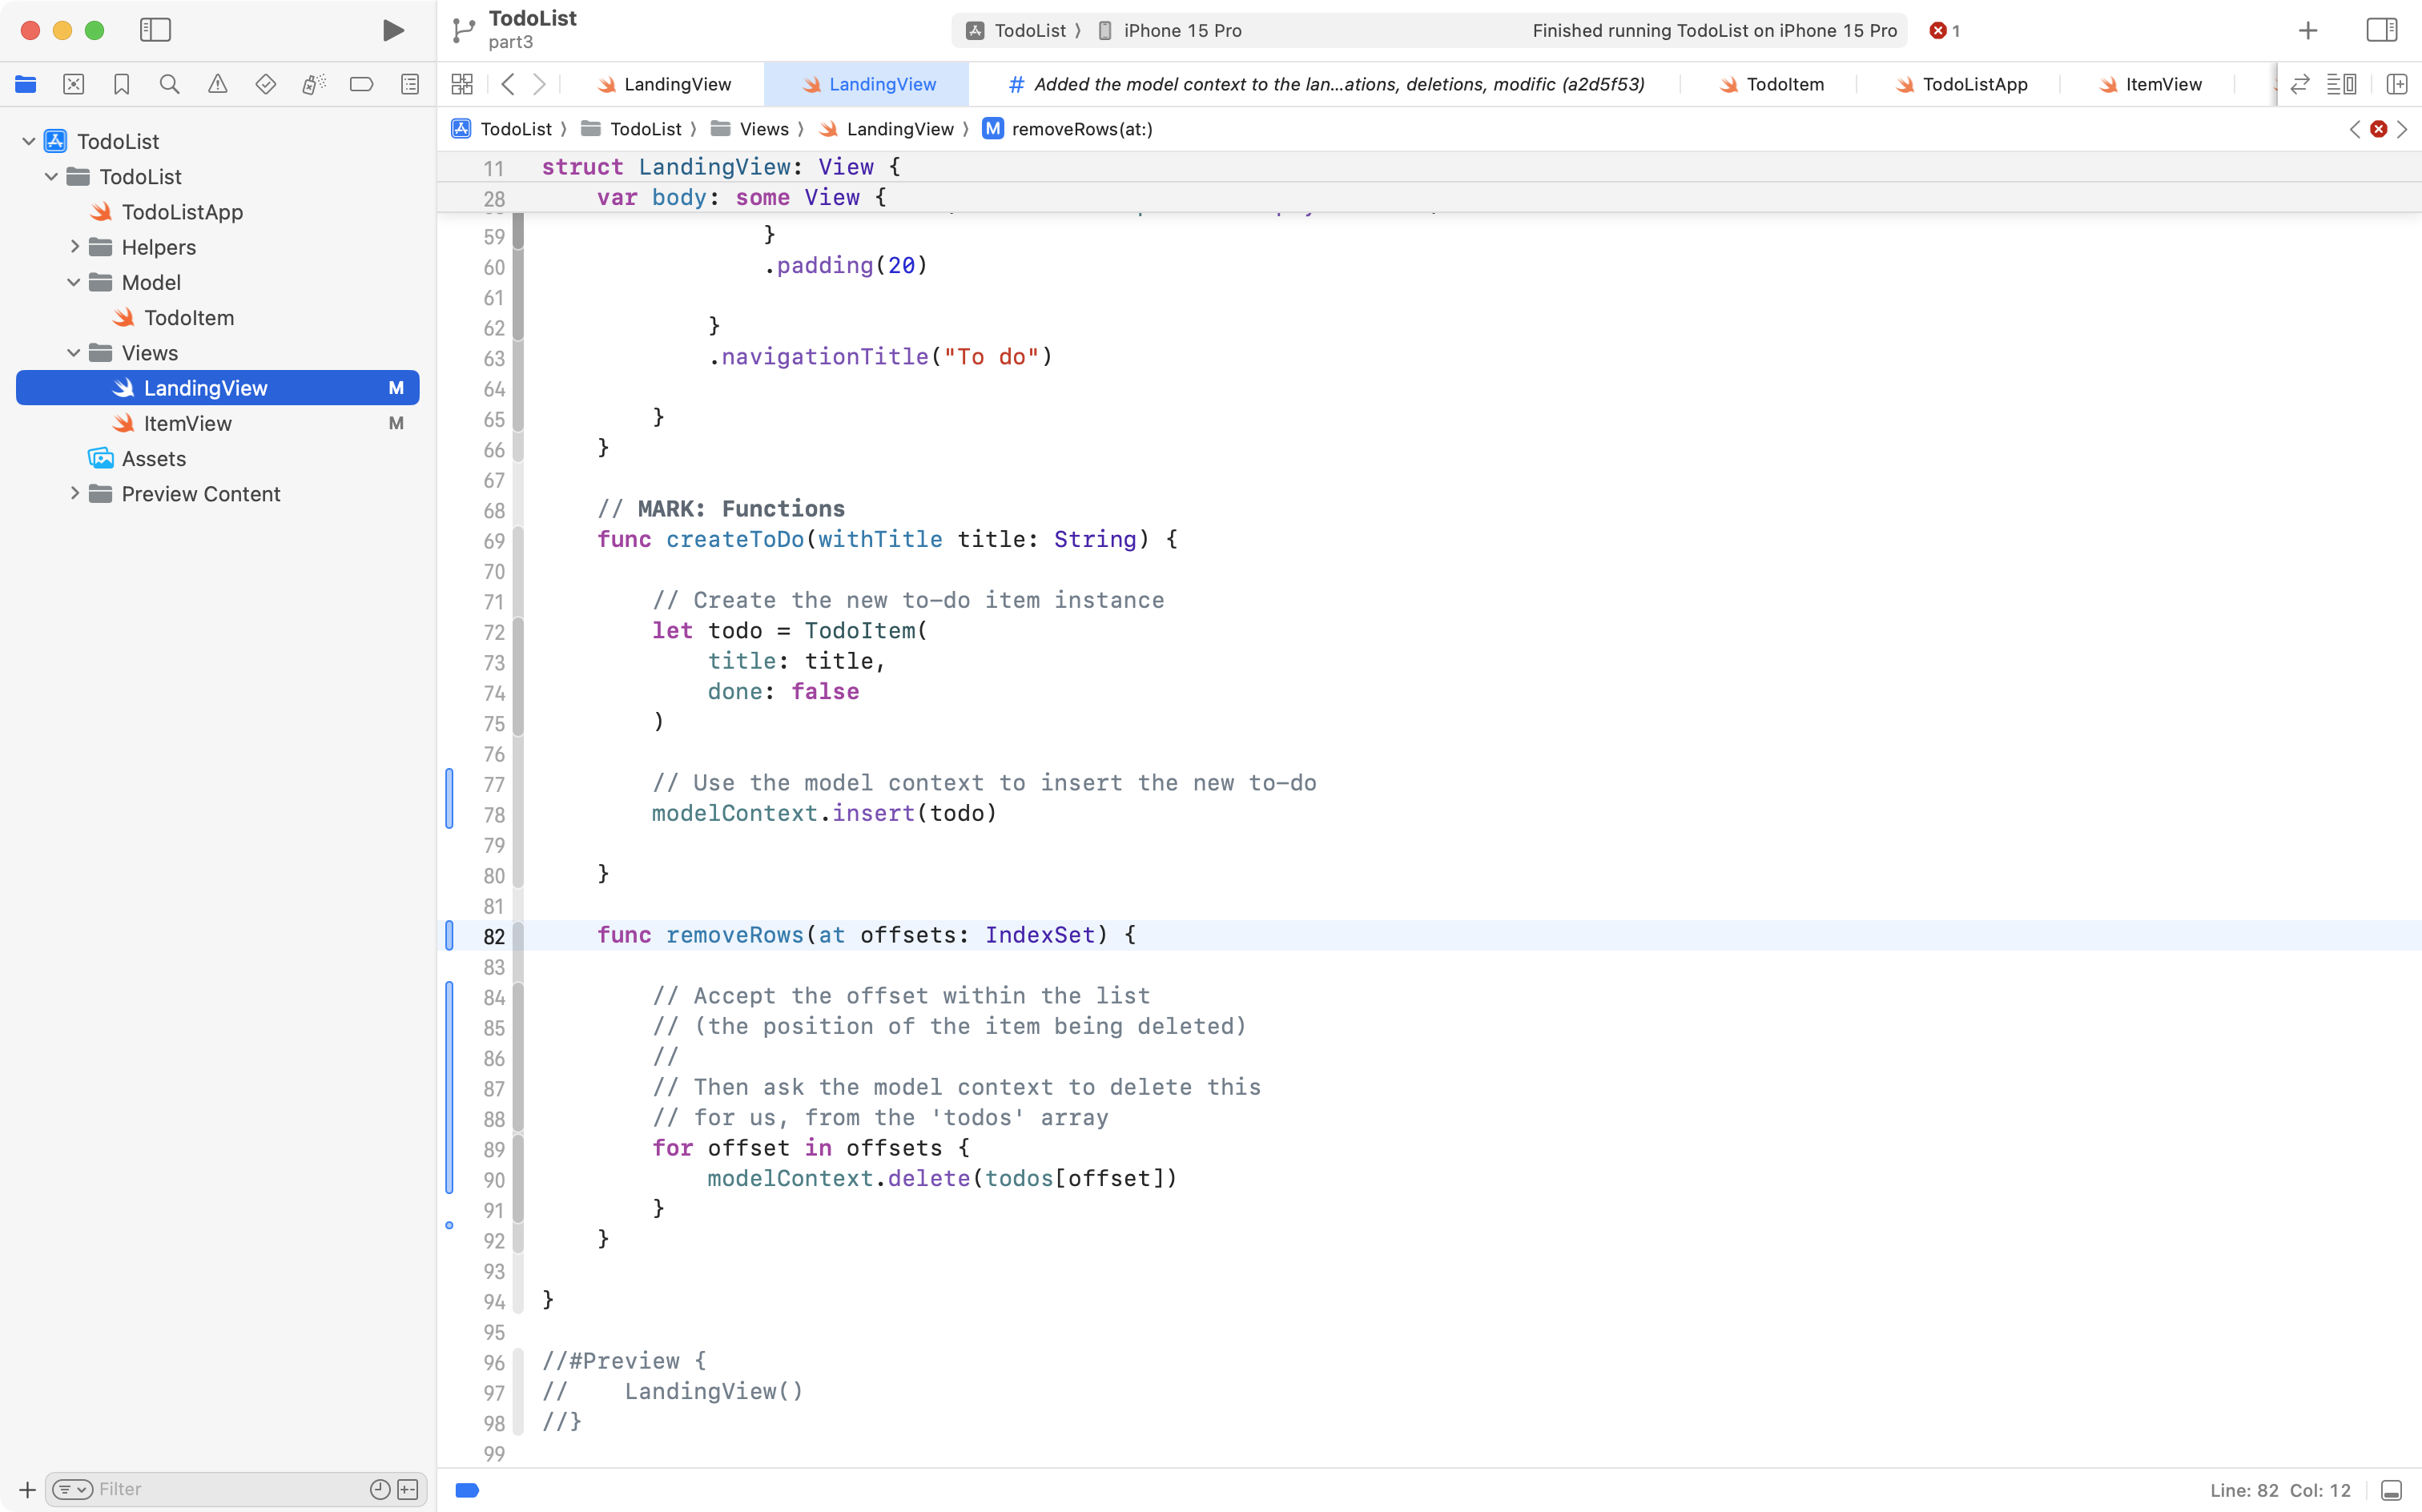 TodoList
part3
TodoList
iPhone 15 Pro
Finished running TodoList on iPhone 15 Pro
1
LandingView
LandingView
# Added the model context to the lan...ations, deletions, modific (a2d5f53)
TodoItem
TodoListApp
ItemView
TodoList
TodoList
TodoListApp
Helpers
Model
TodoItem
Views
LandingView M
ItemView M
Assets
Preview Content
Filter
TodoList 〉 TodoList 〉 Views 〉 LandingView 〉 M removeRows(at:)
11 struct LandingView: View {
28     var body: some View {
59                 }
60                 .padding(20)
61
62             }
63             .navigationTitle("To do")
64
65         }
66     }
67
68     // MARK: Functions
69     func createToDo(withTitle title: String) {
70
71         // Create the new to-do item instance
72         let todo = TodoItem(
73             title: title,
74             done: false
75         )
76
77         // Use the model context to insert the new to-do
78         modelContext.insert(todo)
79
80     }
81
82     func removeRows(at offsets: IndexSet) {
83
84         // Accept the offset within the list
85         // (the position of the item being deleted)
86         //
87         // Then ask the model context to delete this
88         // for us, from the 'todos' array
89         for offset in offsets {
90             modelContext.delete(todos[offset])
91         }
92     }
93
94 }
95
96 //#Preview {
97 //    LandingView()
98 //}
99
Line: 82 Col: 12